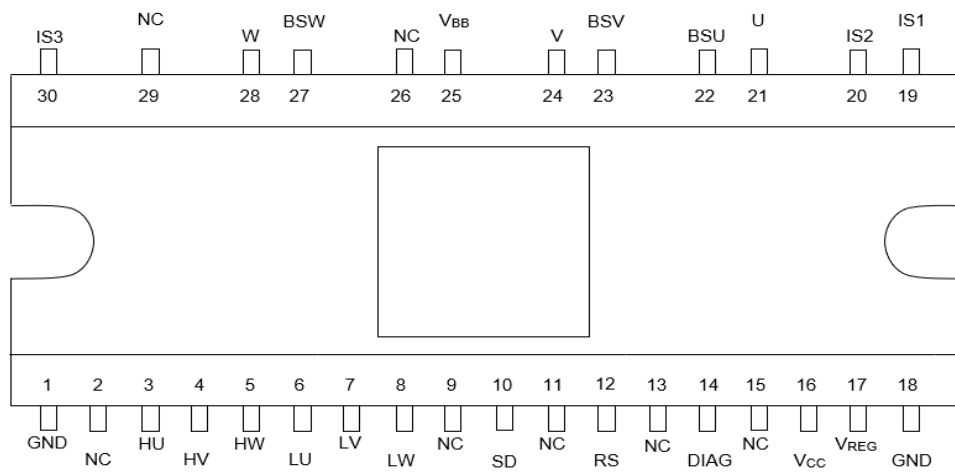 IS3 NC W BSW NC VBB V BSV BSU U IS2 IS1
30 29 28 27 26 25 24 23 22 21 20 19
1 2 3 4 5 6 7 8 9 10 11 12 13 14 15 16 17 18
GND NC HU HV HW LU LV LW NC SD NC RS NC DIAG NC VCC VREG GND